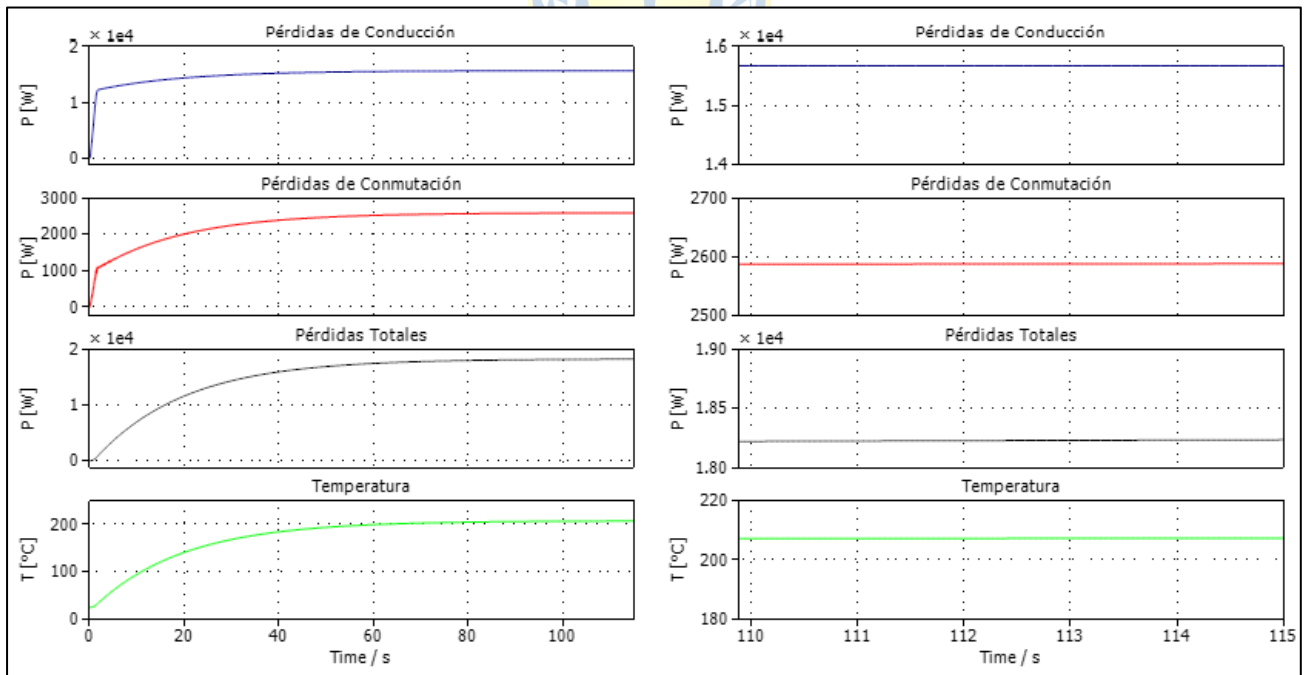 Pérdidas de Conducción
× 1e4
2
1
0
P [W]
Pérdidas de Conmutación
3000
2000
1000
0
P [W]
Pérdidas Totales
× 1e4
2
1
0
P [W]
Temperatura
200
100
0
T [ºC]
0 20 40 60 80 100
Time / s
Pérdidas de Conducción
× 1e4
1.6
1.5
1.4
P [W]
Pérdidas de Conmutación
2700
2600
2500
P [W]
Pérdidas Totales
× 1e4
1.90
1.85
1.80
P [W]
Temperatura
220
200
180
T [ºC]
110 111 112 113 114 115
Time / s